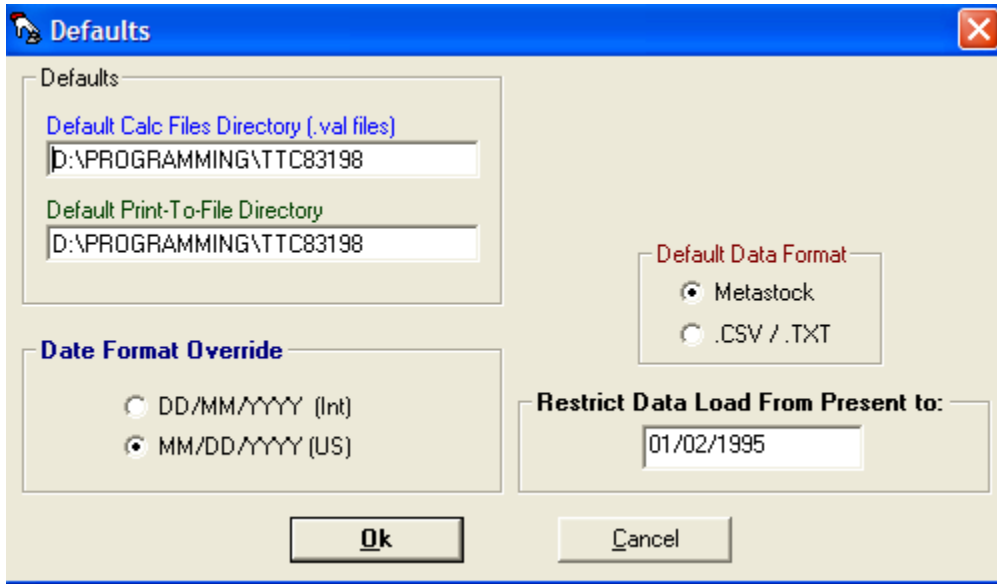 Defaults
Defaults
Default Calc Files Directory (.val files)
D:\PROGRAMMING\TTC83198
Default Print-To-File Directory
D:\PROGRAMMING\TTC83198
Default Data Format
Metastock
.CSV / .TXT
Date Format Override
DD/MM/YYYY (Int)
MM/DD/YYYY (US)
Restrict Data Load From Present to:
01/02/1995
Ok
Cancel